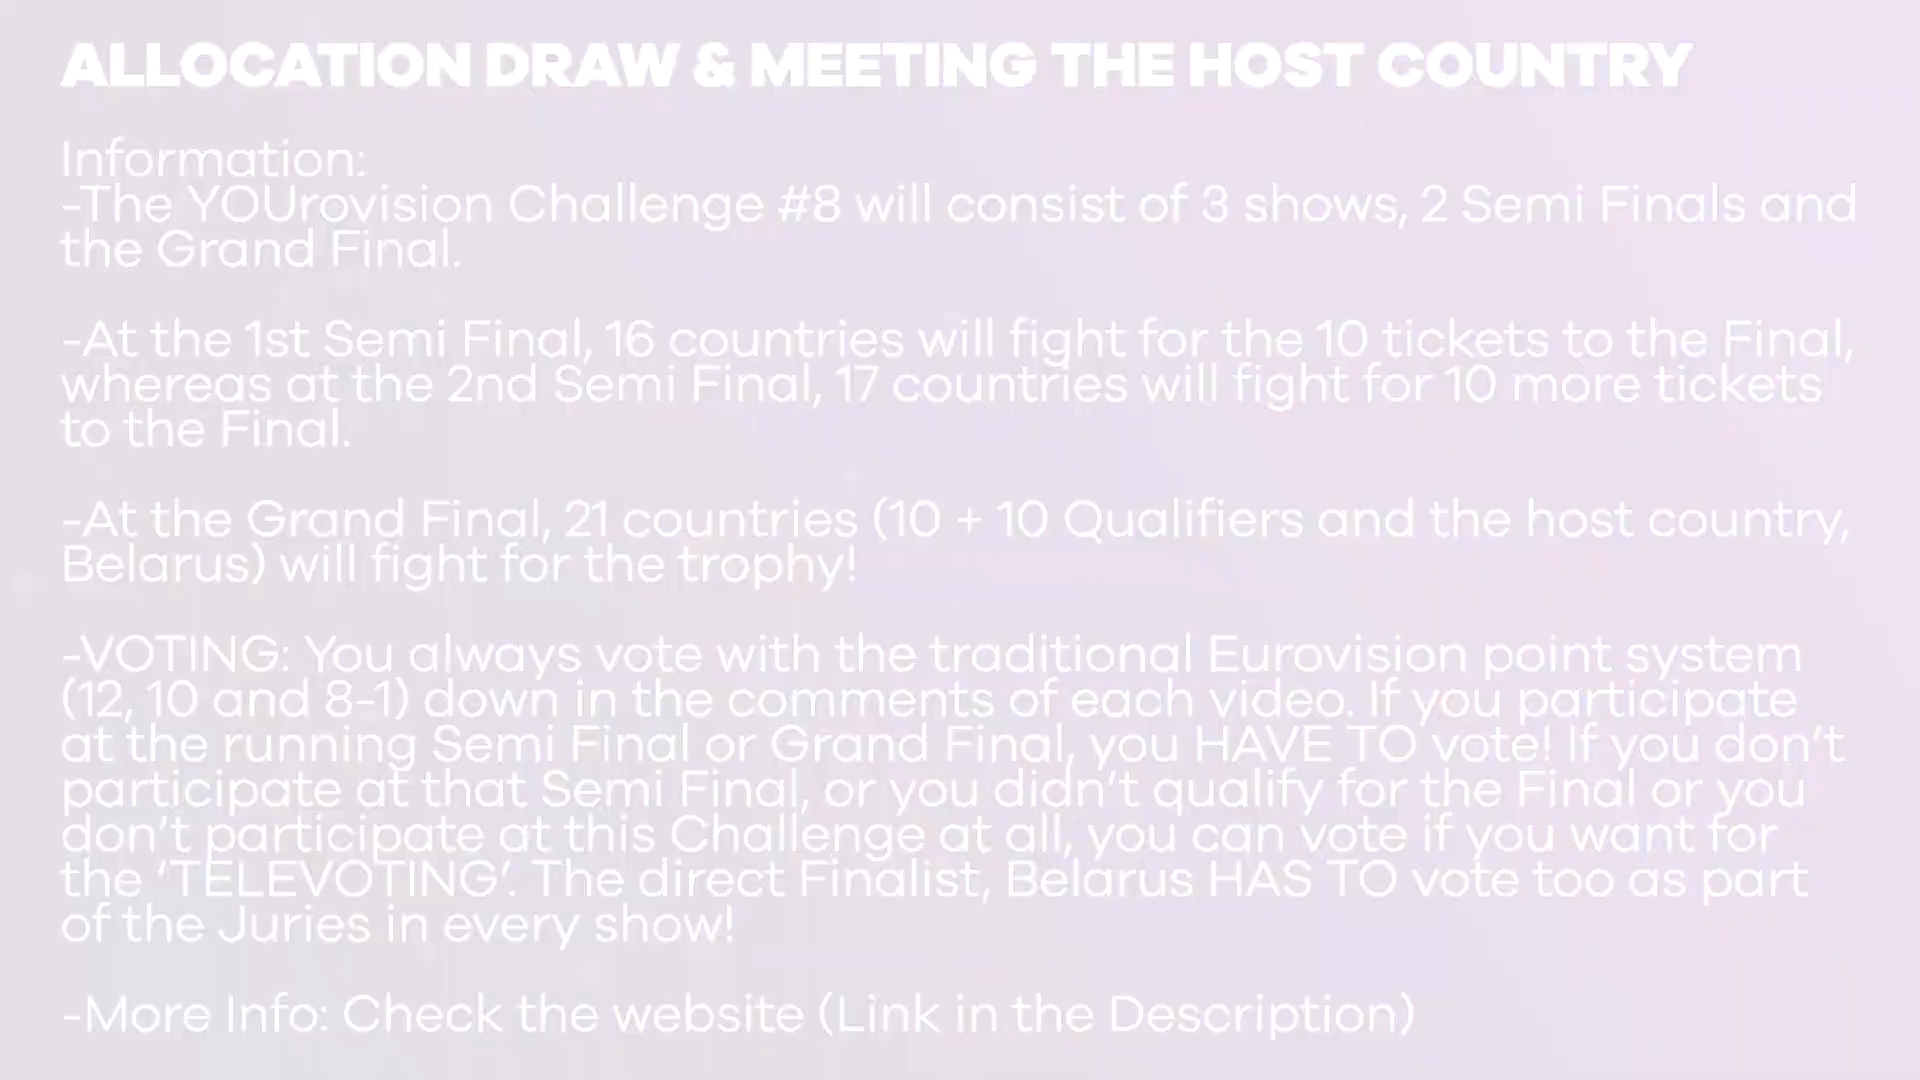 ALLOCATION DRAW & MEETING THE HOST COUNTRY
Information:
-The YOUrovision Challenge #8 will consist of 3 shows, 2 Semi Finals and
the Grand Final.
-At the 1st Semi Final, 16 countries will fight for the 10 tickets to the Final,
whereas at the 2nd Semi Final, 17 countries will fight for 10 more tickets
to the Final.
-At the Grand Final, 21 countries (10 + 10 Qualifiers and the host country,
Belarus) will fight for the trophy!
-VOTING: You always vote with the traditional Eurovision point system
(12, 10 and 8-1) down in the comments of each video. If you participate
at the running Semi Final or Grand Final, you HAVE TO vote! If you don't
participate at that Semi Final, or you didn't qualify for the Final or you
don't participate at this Challenge at all, you can vote if you want for
the 'TELEVOTING'. The direct Finalist, Belarus HAS TO vote too as part
of the Juries in every show!
-More Info: Check the website (Link in the Description)